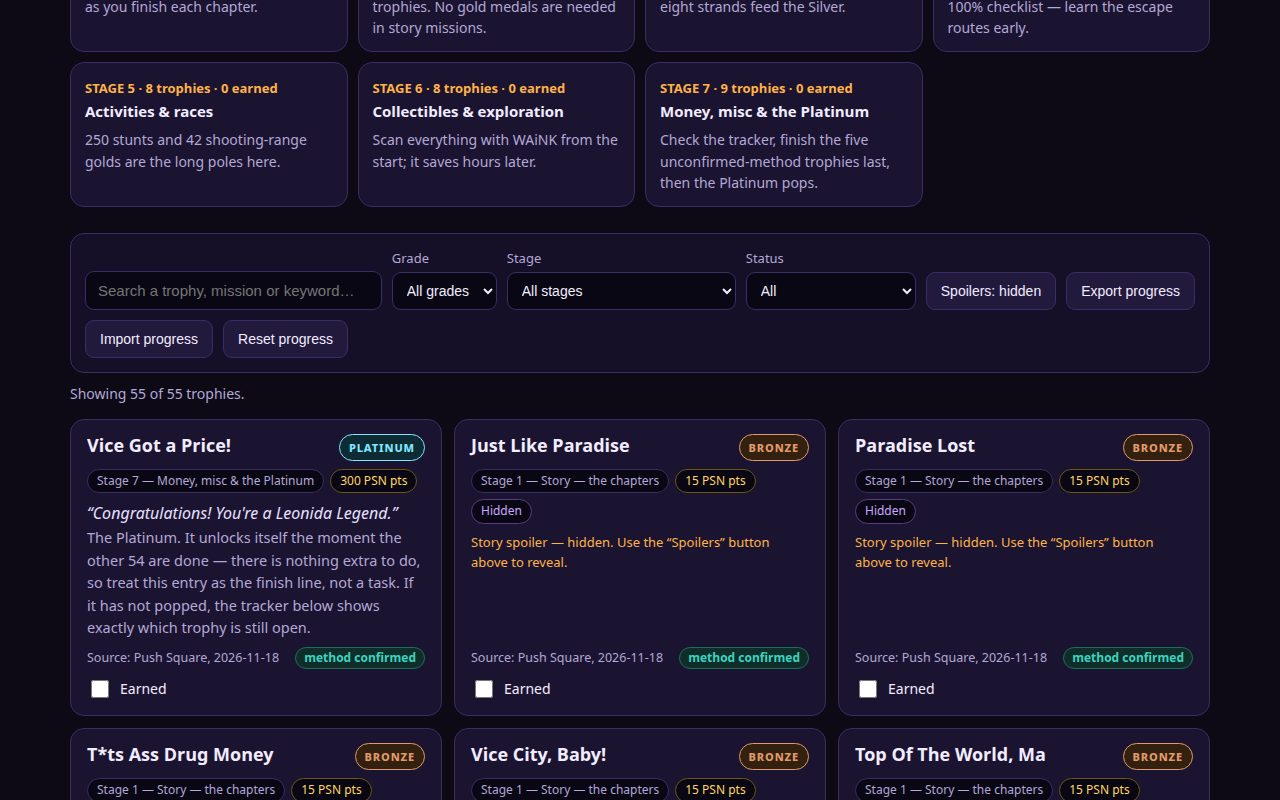 as you finish each chapter.
trophies. No gold medals are needed
in story missions.
eight strands feed the Silver.
100% checklist — learn the escape
routes early.
STAGE 5 · 8 trophies · 0 earned
Activities & races
250 stunts and 42 shooting-range
golds are the long poles here.
STAGE 6 · 8 trophies · 0 earned
Collectibles & exploration
Scan everything with WAiNK from the
start; it saves hours later.
STAGE 7 · 9 trophies · 0 earned
Money, misc & the Platinum
Check the tracker, finish the five
unconfirmed-method trophies last,
then the Platinum pops.
Grade
Stage
Status
Search a trophy, mission or keyword…
All grades
All stages
All
Spoilers: hidden
Export progress
Import progress
Reset progress
Showing 55 of 55 trophies.
Vice Got a Price!
PLATINUM
Stage 7 — Money, misc & the Platinum
300 PSN pts
“Congratulations! You're a Leonida Legend.”
The Platinum. It unlocks itself the moment the
other 54 are done — there is nothing extra to do,
so treat this entry as the finish line, not a task. If
it has not popped, the tracker below shows
exactly which trophy is still open.
Source: Push Square, 2026-11-18
method confirmed
Earned
Just Like Paradise
BRONZE
Stage 1 — Story — the chapters
15 PSN pts
Hidden
Story spoiler — hidden. Use the “Spoilers” button
above to reveal.
Source: Push Square, 2026-11-18
method confirmed
Earned
Paradise Lost
BRONZE
Stage 1 — Story — the chapters
15 PSN pts
Hidden
Story spoiler — hidden. Use the “Spoilers” button
above to reveal.
Source: Push Square, 2026-11-18
method confirmed
Earned
T*ts Ass Drug Money
BRONZE
Stage 1 — Story — the chapters
15 PSN pts
Vice City, Baby!
BRONZE
Stage 1 — Story — the chapters
15 PSN pts
Top Of The World, Ma
BRONZE
Stage 1 — Story — the chapters
15 PSN pts